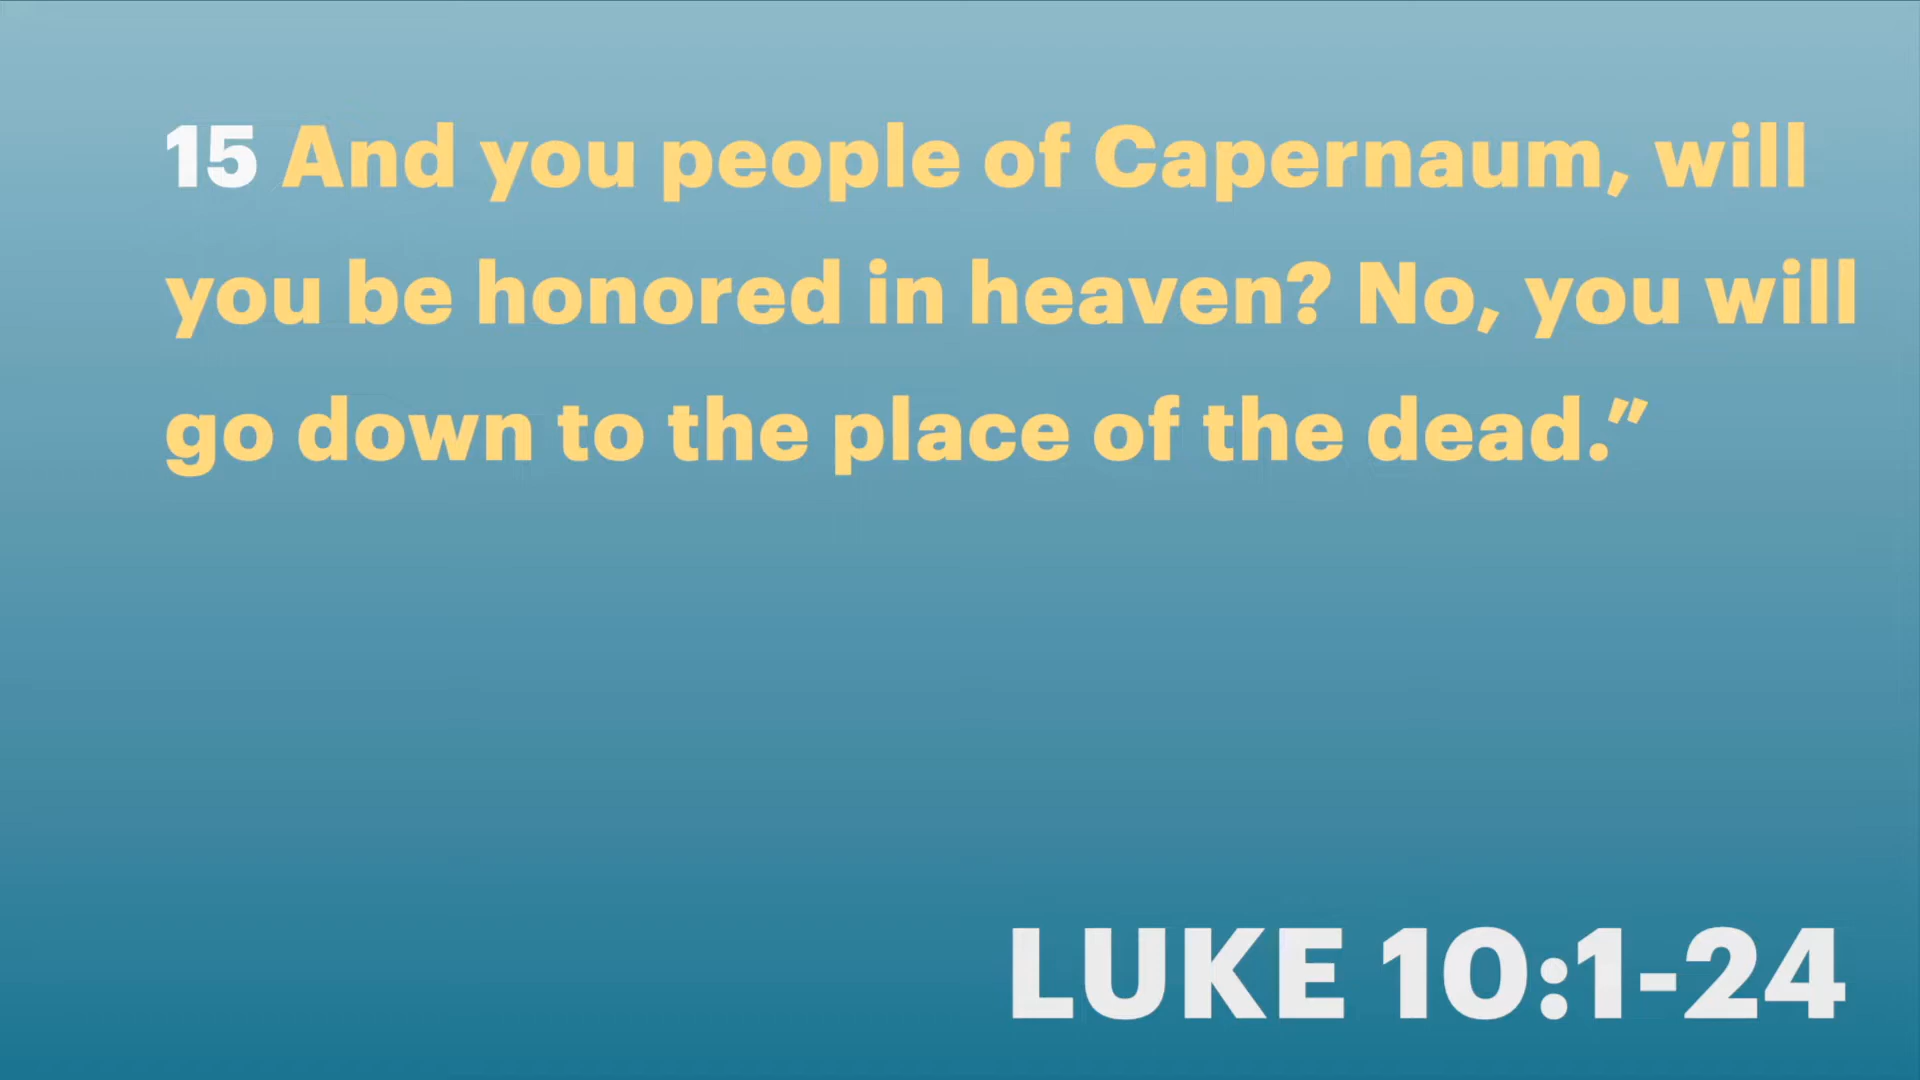 15 And you people of Capernaum, will
you be honored in heaven? No, you will
go down to the place of the dead.”
LUKE 10:1-24